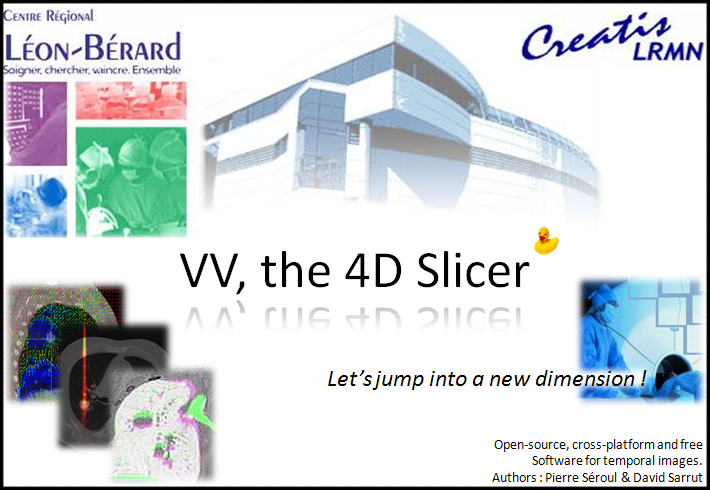 Centre Régional
Léon-Bérard
Soigner, chercher, vaincre. Ensemble
Creatis
LRMN
VV, the 4D Slicer
Let's jump into a new dimension !
Open-source, cross-platform and free
Software for temporal images.
Authors : Pierre Séroul & David Sarrut